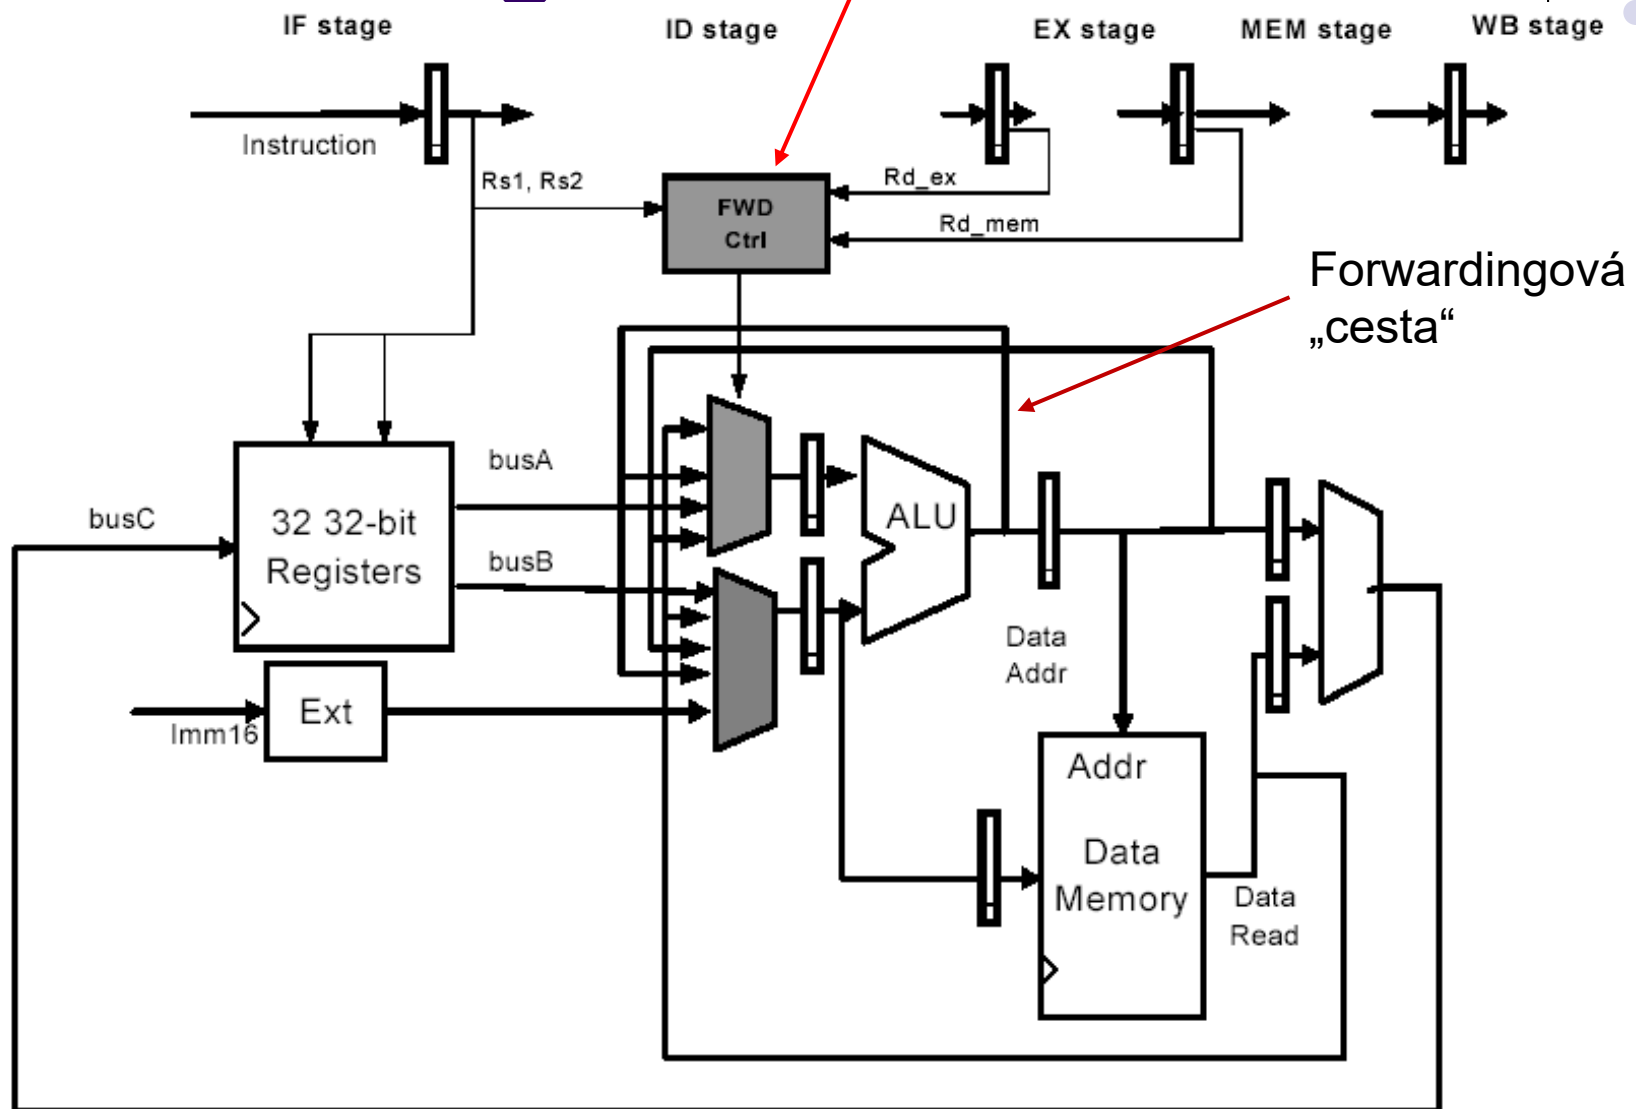 IF stage
ID stage
EX stage
MEM stage
WB stage
Instruction
Rs1, Rs2
FWD
Ctrl
Rd_ex
Rd_mem
Forwardingová
„cesta“
busA
busC
32 32-bit
Registers
busB
ALU
Data
Addr
Imm16
Ext
Addr
Data
Memory
Data
Read